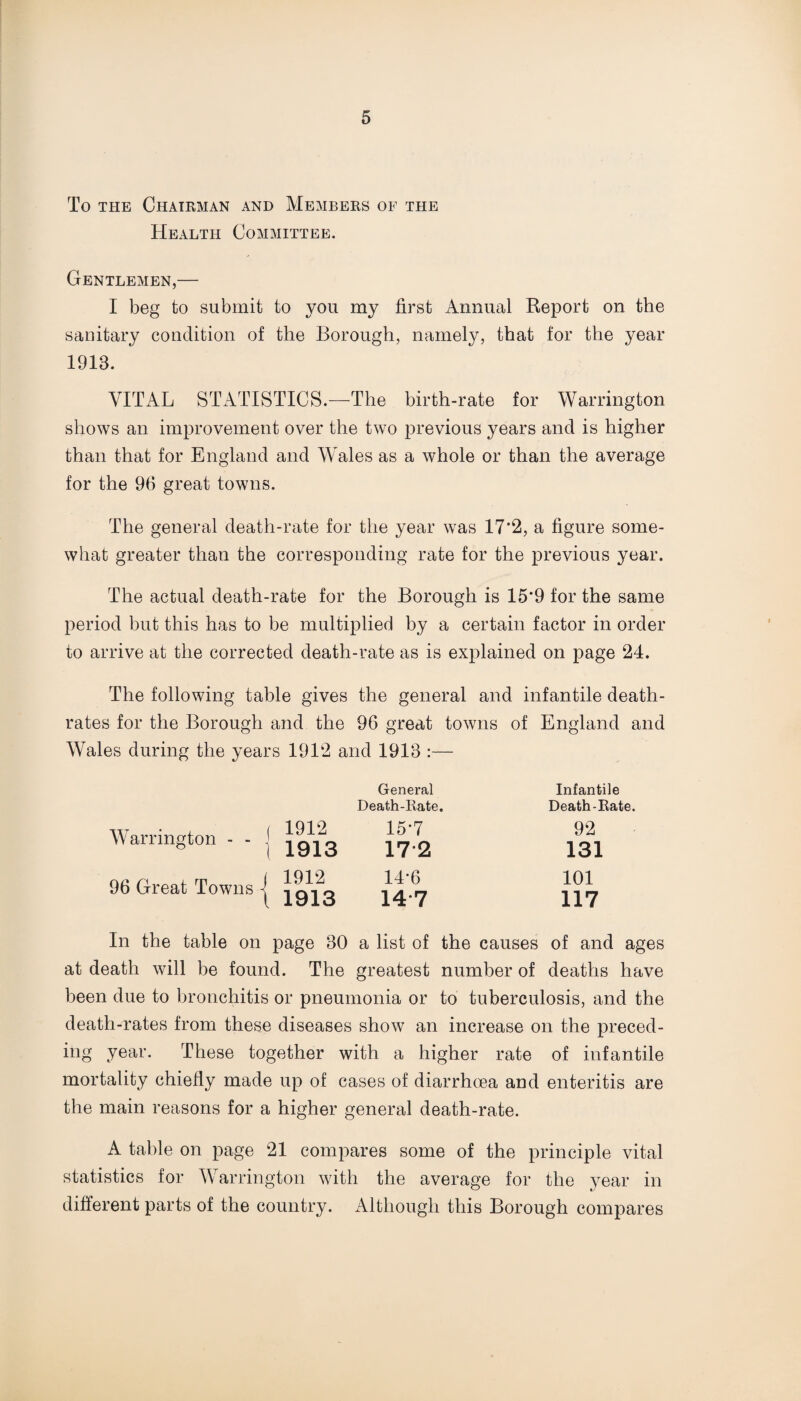 5
To the Chairman and Members of the
Health Committee.
Gentlemen,—
I beg to submit to you my first Annual Report on the
sanitary condition of the Borough, namely, that for the year
1913.
VITAL STATISTICS.—The birth-rate for Warrington
shows an improvement over the two previous years and is higher
than that for England and Wales as a whole or than the average
for the 96 great towns.
The general death-rate for the year was 17·2, a figure some-
what greater than the corresponding rate for the previous year.
The actual death-rate for the Borough is 15·9 for the same
period but this has to be multiplied by a certain factor in order
to arrive at the corrected death-rate as is explained on page 24.
The following table gives the general and infantile death-
rates for the Borough and the 96 great towns of England and
Wales during the years 1912 and 1913 :—
General Infantile
Death-Rate. Death-Rate.
Warrington - - { 1912 15·7 92
1913 17·2 131
96 Great Towns { 1912 14·6 101
1913 14·7 117
In the table on page 30 a list of the causes of and ages
at death will be found. The greatest number of deaths have
been due to bronchitis or pneumonia or to tuberculosis, and the
death-rates from these diseases show an increase on the preced-
ing year. These together with a higher rate of infantile
mortality chiefly made up of cases of diarrhœa and enteritis are
the main reasons for a higher general death-rate.
A table on page 21 compares some of the principle vital
statistics for Warrington with the average for the year in
different parts of the country. Although this Borough compares